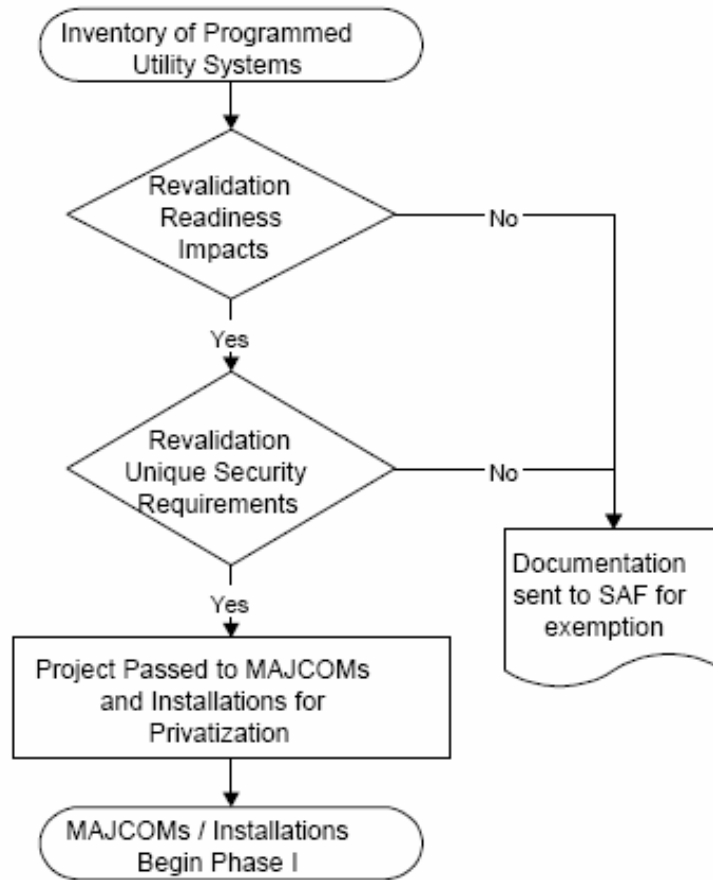 Inventory of Programmed
Utility Systems
Revalidation
Readiness
Impacts
No
Yes
Revalidation
Unique Security
Requirements
No
Documentation
sent to SAF for
exemption
Yes
Project Passed to MAJCOMs
and Installations for
Privatization
MAJCOMs / Installations
Begin Phase I